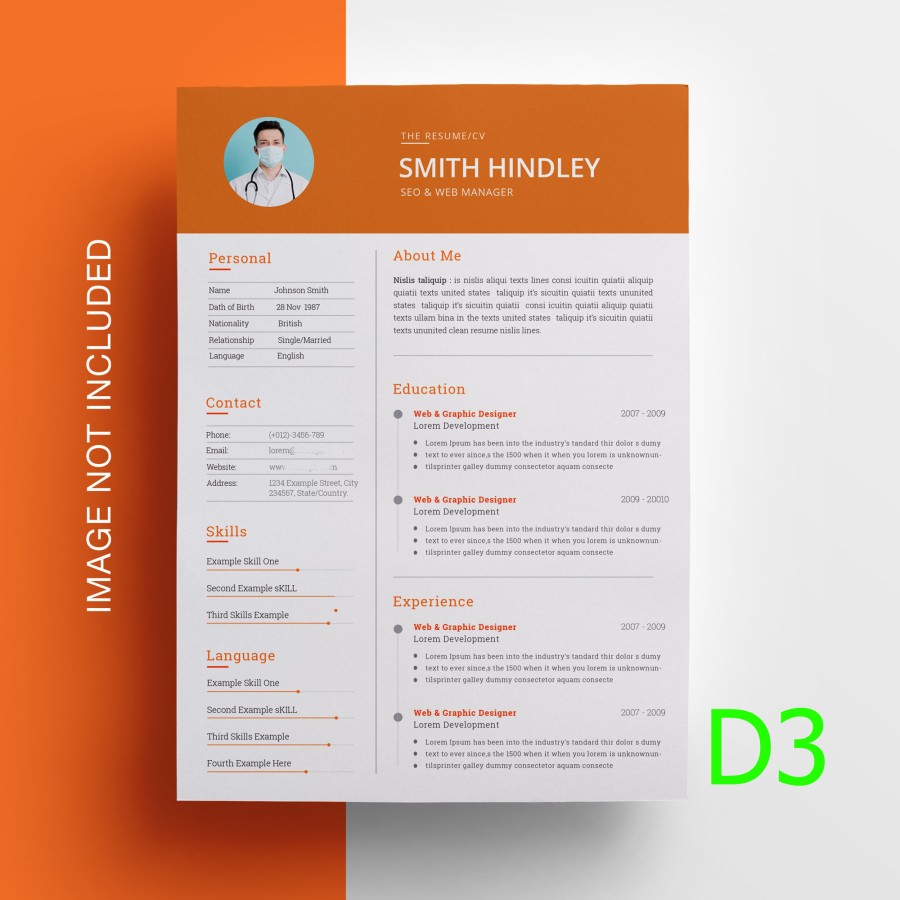 IMAGE NOT INCLUDED
THE RESUME/CV
SMITH HINDLEY
SEO & WEB MANAGER
Personal
Name Johnson Smith
Dath of Birth 28 Nov 1987
Nationality British
Relationship Single/Married
Language English
Contact
Phone: (+012)-3456-789
Email: lorem
Website:
Address: 1234 Example Street, City
234567, State/Country.
Skills
Example Skill One
Second Example sKILL
Third Skills Example
Language
Example Skill One
Second Example sKILL
Third Skills Example
Fourth Example Here
About Me
Nislis taliquip : is nislis aliqui texts lines consi icuitin quiatii aliquip
quiatii texts united states taliquip it's sicuitin quiatii texts ununited
states taliquip it's sicuitin quiatii consi icuitin quiatii aliquip quiatii
texts ullam bina in the texts united states taliquip it's sicuitin quiatii
texts ununited clean resume nislis lines.
Education
Web & Graphic Designer 2007 - 2009
Lorem Development
Lorem Ipsum has been into the industry's tandard thir dolor s dumy
text to ever since,s the 1500 when it when you lorem is unknownun-
tilsprinter galley dummy consectetor aquam consecte
Web & Graphic Designer 2009 - 20010
Lorem Development
Lorem Ipsum has been into the industry's tandard thir dolor s dumy
text to ever since,s the 1500 when it when you lorem is unknownun-
tilsprinter galley dummy consectetor aquam consecte
Experience
Web & Graphic Designer 2007 - 2009
Lorem Development
Lorem Ipsum has been into the industry's tandard thir dolor s dumy
text to ever since,s the 1500 when it when you lorem is unknownun-
tilsprinter galley dummy consectetor aquam consecte
Web & Graphic Designer 2007 - 2009
Lorem Development
Lorem Ipsum has been into the industry's tandard thir dolor s dumy
text to ever since,s the 1500 when it when you lorem is unknownun-
tilsprinter galley dummy consectetor aquam consecte
D3